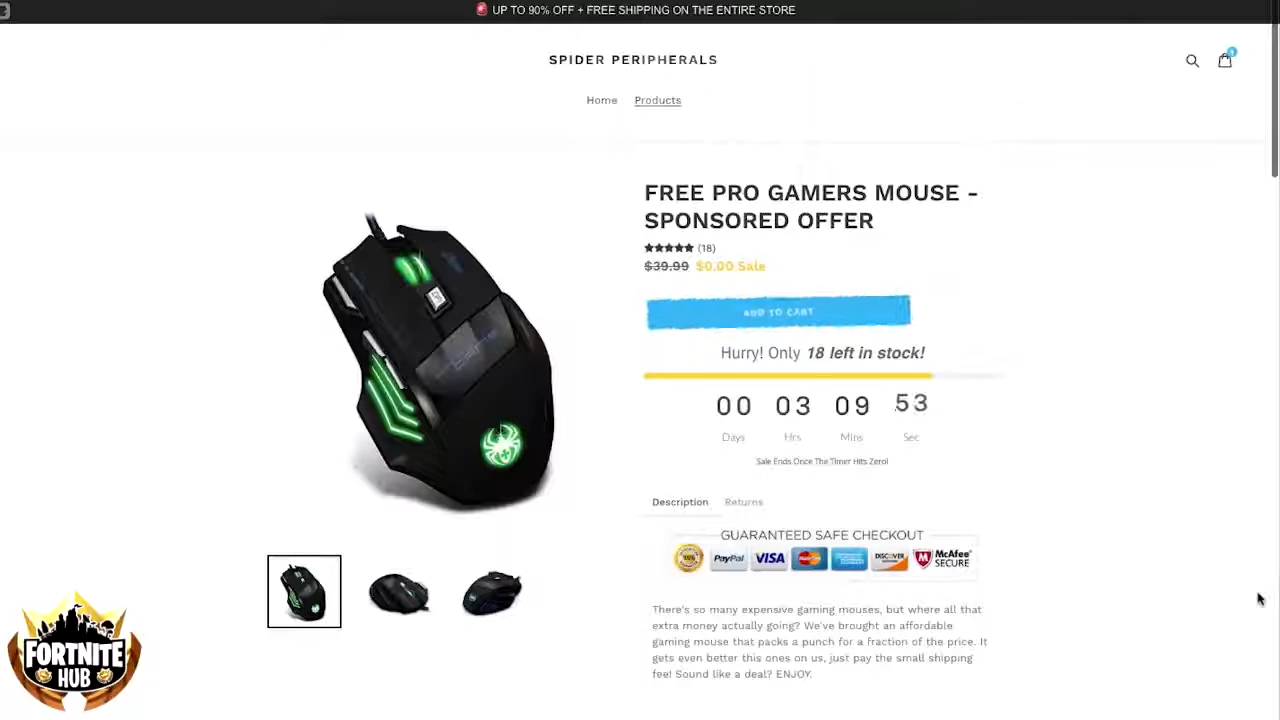 🚨 UP TO 90% OFF + FREE SHIPPING ON THE ENTIRE STORE
SPIDER PERIPHERALS
Home Products
FREE PRO GAMERS MOUSE -
SPONSORED OFFER
★★★★★ (18)
$39.99 $0.00 Sale
ADD TO CART
Hurry! Only 18 left in stock!
00 03 09 53
Days Hrs Mins Sec
Sale Ends Once The Timer Hits Zero!
Description Returns
GUARANTEED SAFE CHECKOUT
PayPal VISA MasterCard DISCOVER McAfee
SECURE
There's so many expensive gaming mouses, but where all that
extra money actually going? We've brought an affordable
gaming mouse that packs a punch for a fraction of the price. It
gets even better this ones on us, just pay the small shipping
fee! Sound like a deal? ENJOY.
FORTNITE
HUB